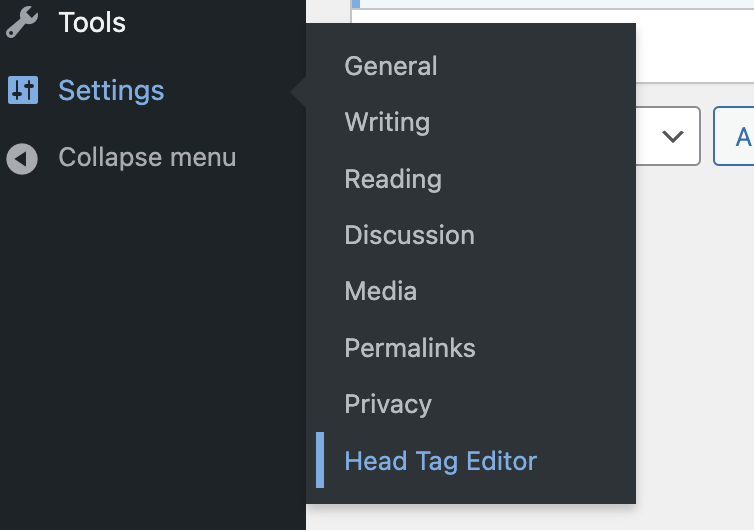 Tools
Settings
Collapse menu
General
Writing
Reading
Discussion
Media
Permalinks
Privacy
Head Tag Editor
A